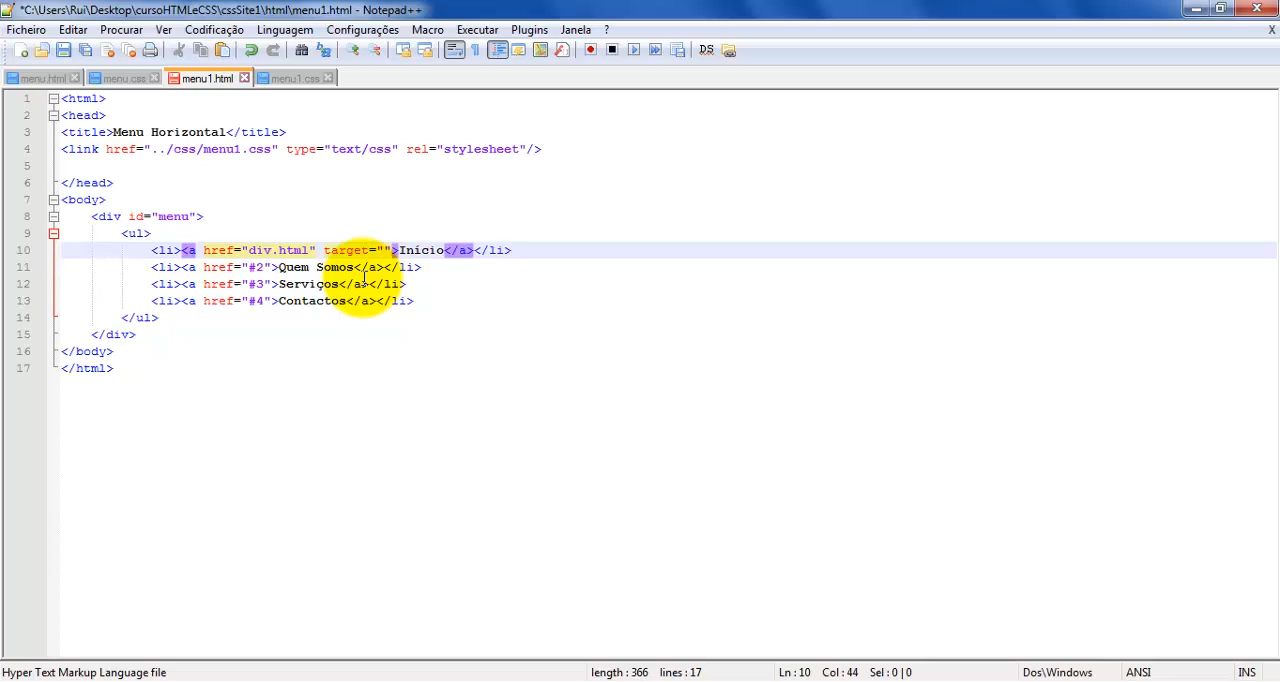 *C:\Users\Rui\Desktop\cursoHTMLeCSS\cssSite1\html\menu1.html - Notepad++
Ficheiro Editar Procurar Ver Codificação Linguagem Configurações Macro Executar Plugins Janela ? X
menu.html menu.css menu1.html menu1.css
1 <html>
2 <head>
3 <title>Menu Horizontal</title>
4 <link href="../css/menu1.css" type="text/css" rel="stylesheet"/>
5
6 </head>
7 <body>
8 <div id="menu">
9 <ul>
10 <li><a href="div.html" target="">Início</a></li>
11 <li><a href="#2">Quem Somos</a></li>
12 <li><a href="#3">Serviços</a></li>
13 <li><a href="#4">Contactos</a></li>
14 </ul>
15 </div>
16 </body>
17 </html>
Hyper Text Markup Language file length : 366 lines : 17 Ln : 10 Col : 44 Sel : 0 | 0 Dos\Windows ANSI INS